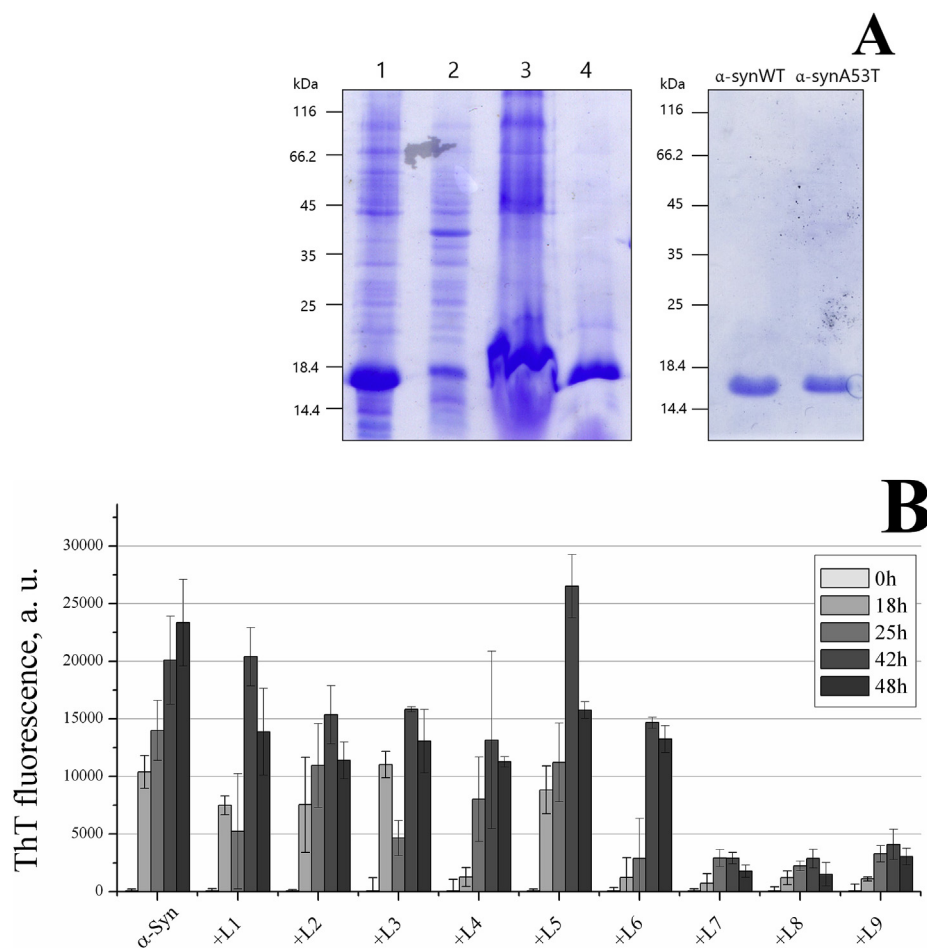 A
1 2 3 4
kDa
116
66.2
45
35
25
18.4
14.4
α-synWT α-synA53T
kDa
116
66.2
45
35
25
18.4
14.4
B
ThT fluorescence, a. u.
30000
25000
20000
15000
10000
5000
0
0h
18h
25h
42h
48h
α-Syn +L1 +L2 +L3 +L4 +L5 +L6 +L7 +L8 +L9